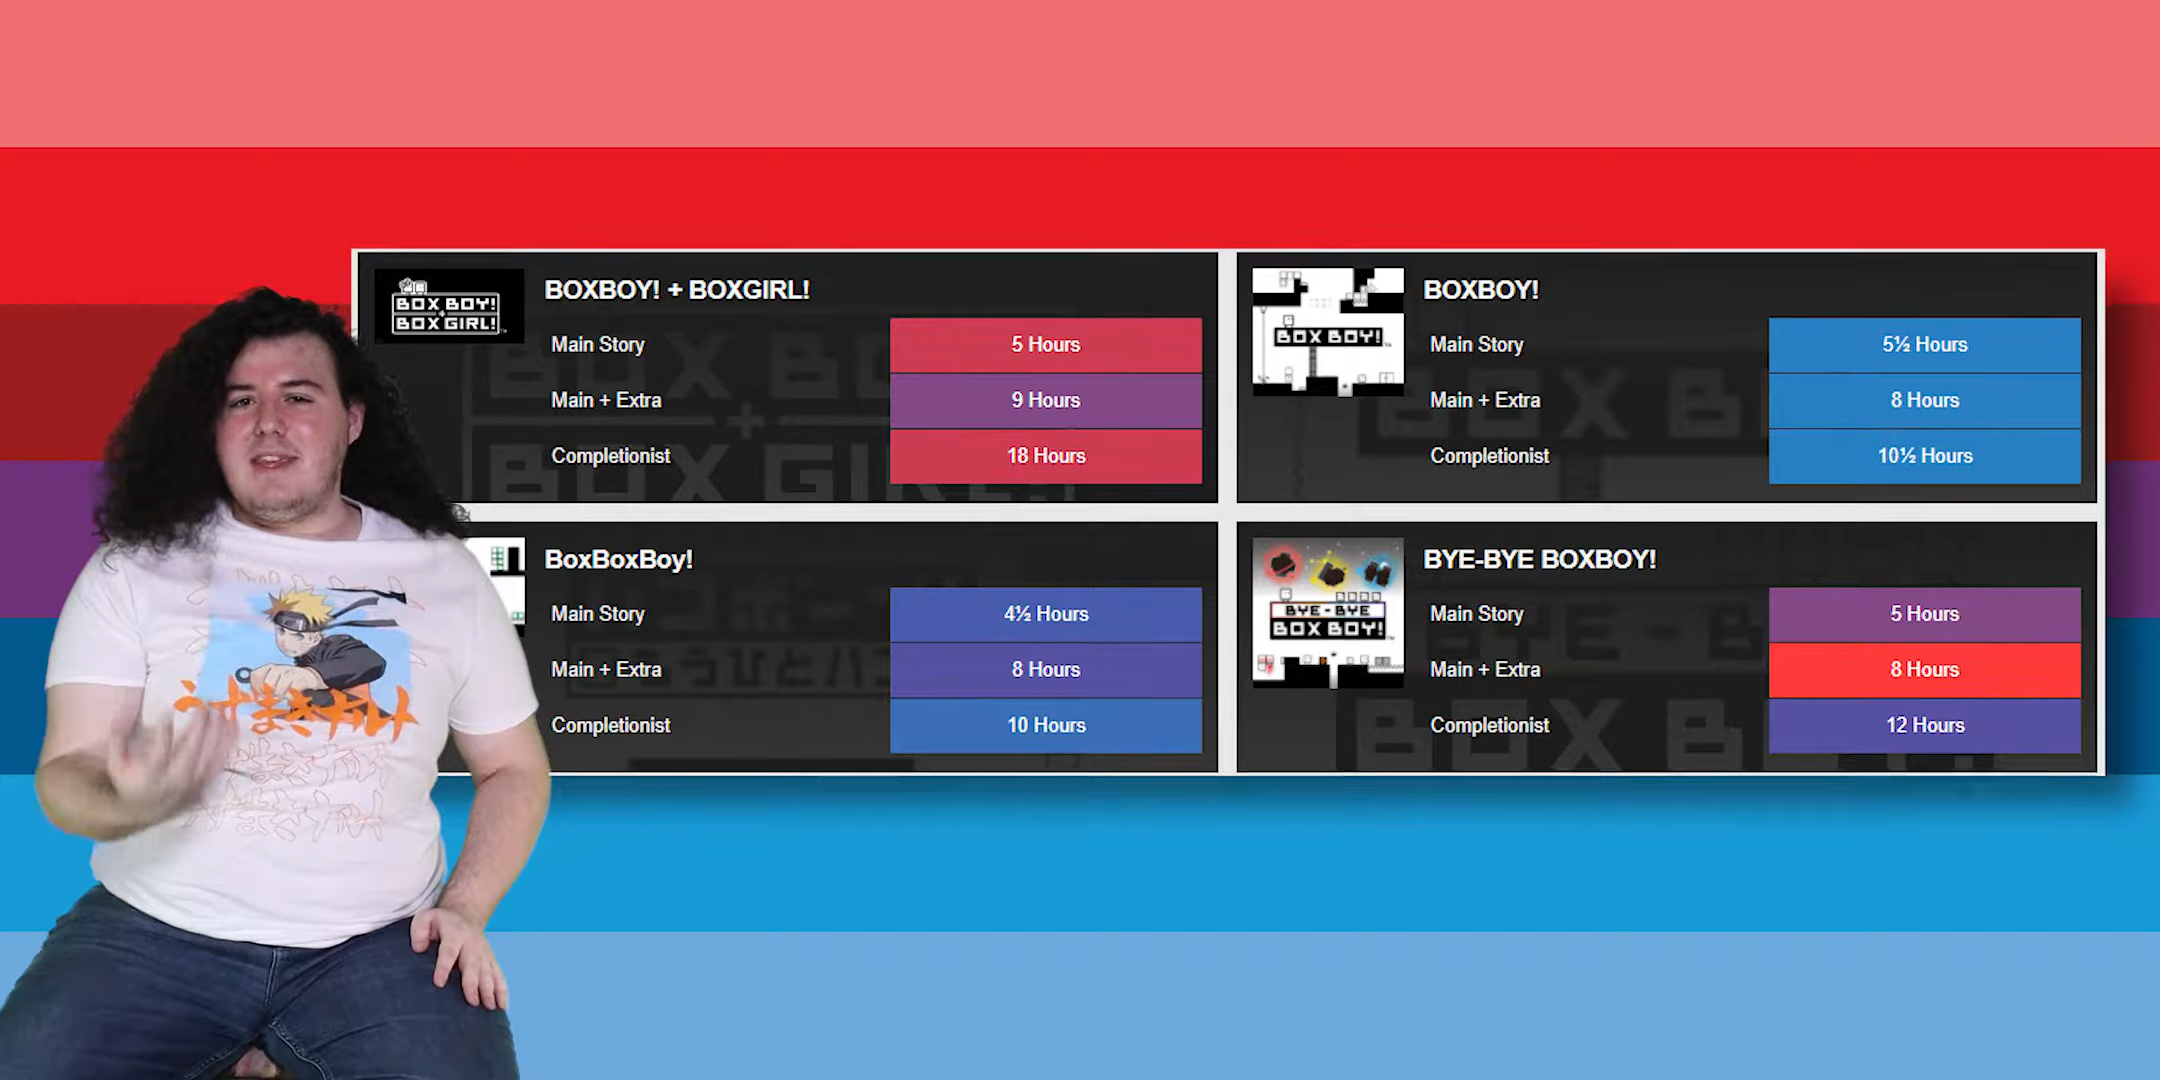 BOX BOY!
+
BOX GIRL!
BOXBOY! + BOXGIRL!
Main Story
5 Hours
Main + Extra
9 Hours
Completionist
18 Hours
BOX BOY!
BOXBOY!
Main Story
5½ Hours
Main + Extra
8 Hours
Completionist
10½ Hours
BoxBoxBoy!
Main Story
4½ Hours
Main + Extra
8 Hours
Completionist
10 Hours
BYE-BYE
BOX BOY!
BYE-BYE BOXBOY!
Main Story
5 Hours
Main + Extra
8 Hours
Completionist
12 Hours
うずまきナルト